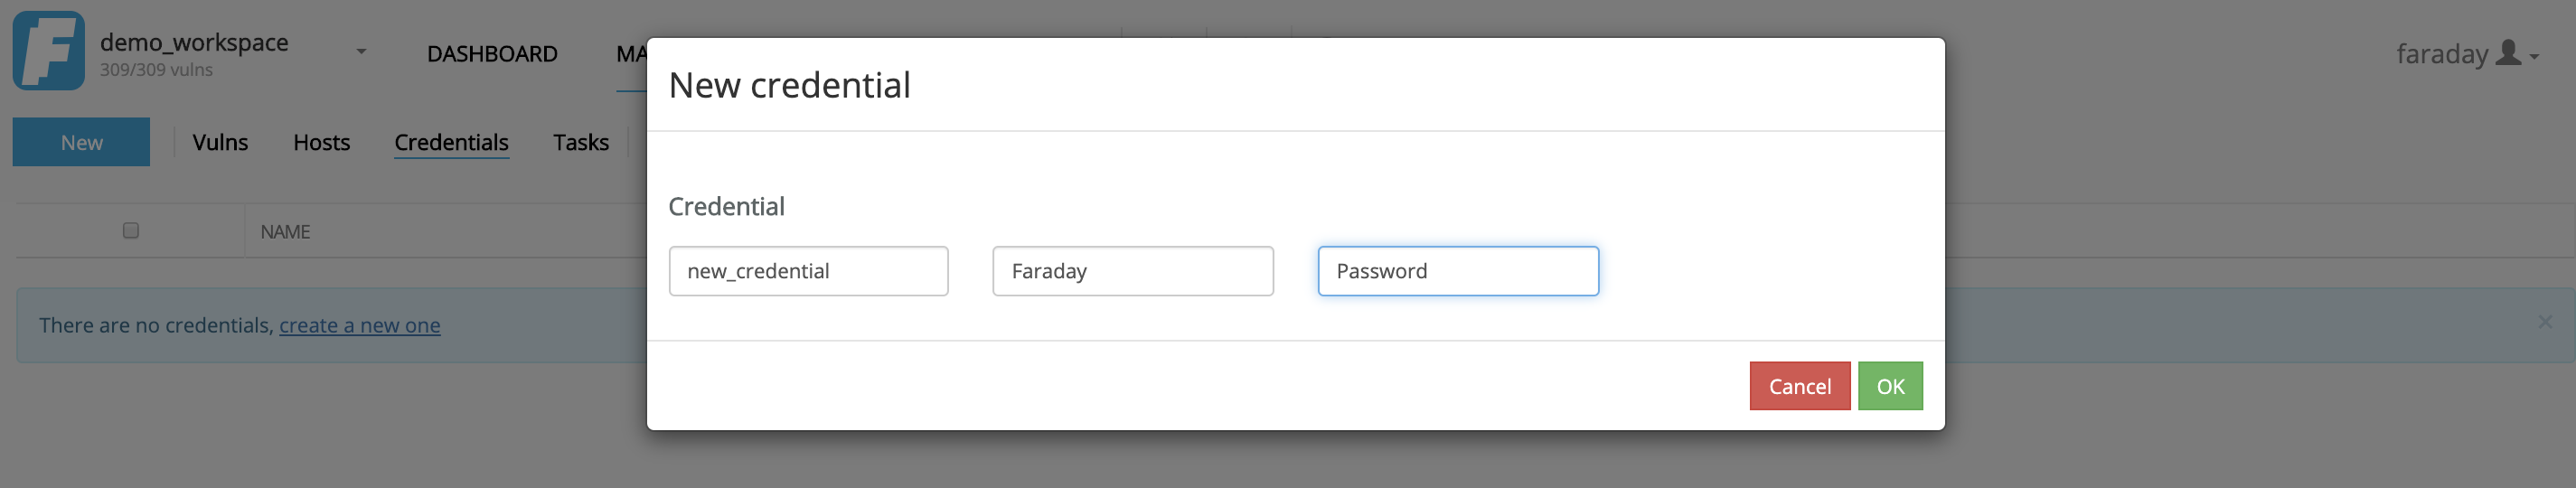 demo_workspace
309/309 vulns
DASHBOARD
MA
faraday
New
Vulns
Hosts
Credentials
Tasks
NAME
There are no credentials, create a new one
New credential
Credential
new_credential
Faraday
Password
Cancel
OK